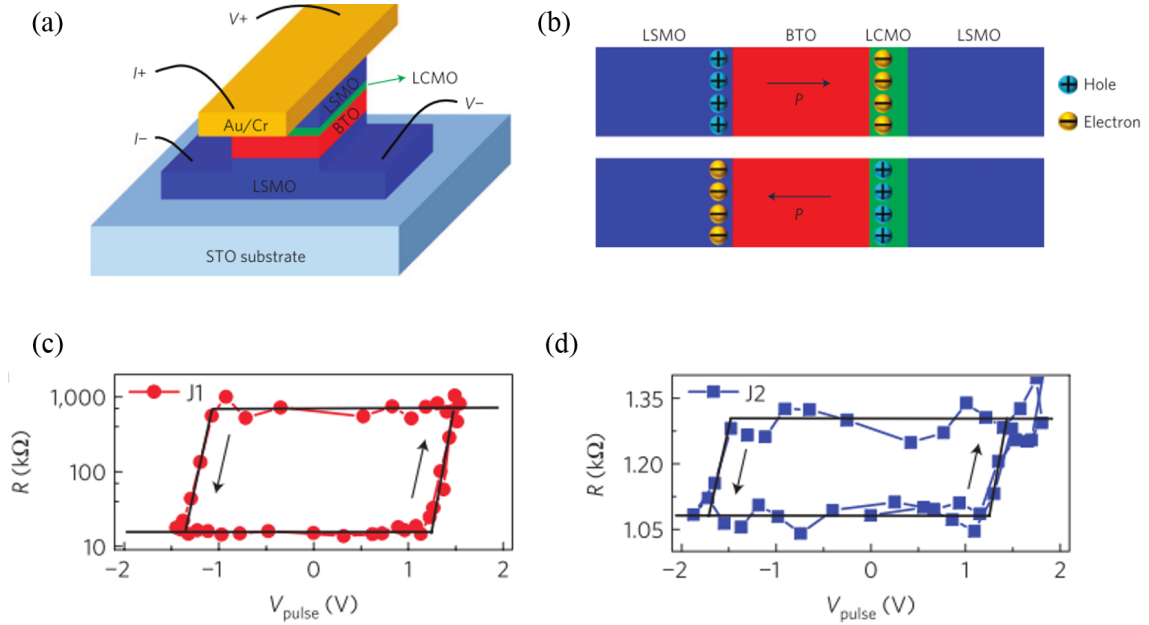 (a)
V+
I+
LCMO
LSMO
V−
BTO
Au/Cr
I−
LSMO
STO substrate
(b)
LSMO BTO LCMO LSMO
P
Hole
Electron
P
(c)
J1
1,000
100
10
R (kΩ)
−2 −1 0 1 2
Vpulse (V)
(d)
J2
1.35
1.20
1.05
R (kΩ)
−2 −1 0 1 2
Vpulse (V)